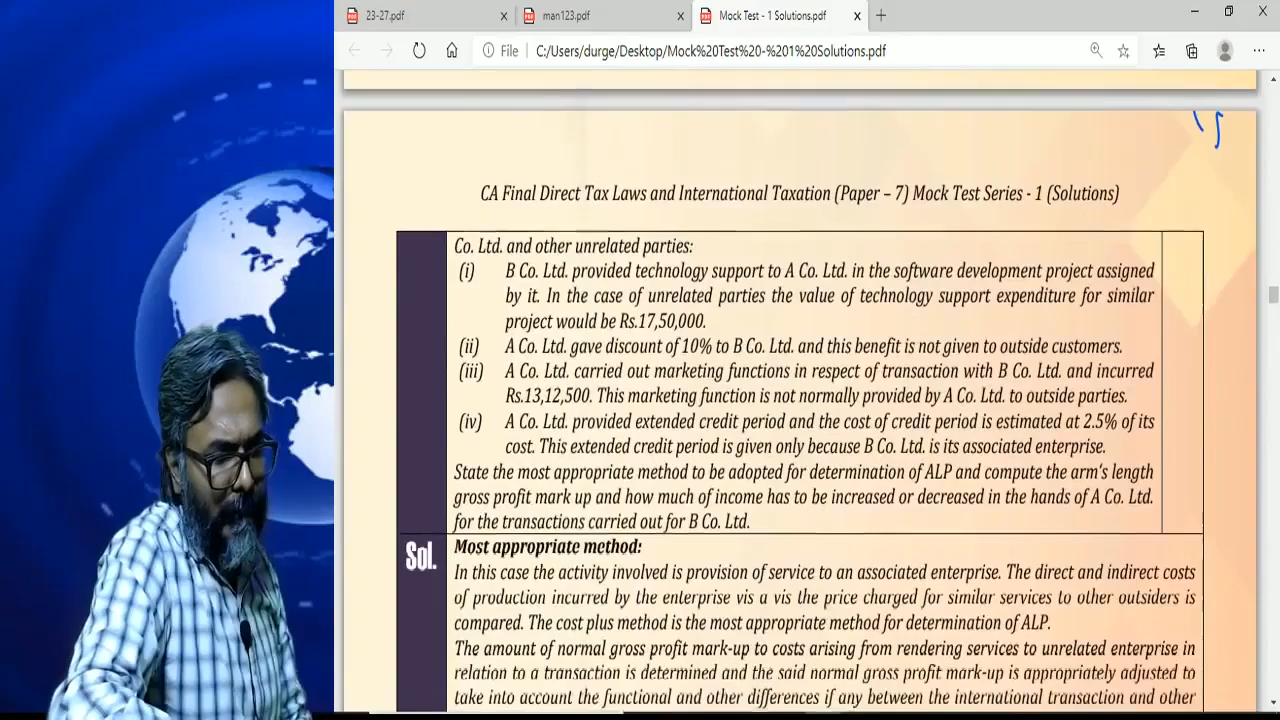 23-27.pdf
man123.pdf
Mock Test - 1 Solutions.pdf
File
C:/Users/durge/Desktop/Mock%20Test%20-%201%20Solutions.pdf
CA Final Direct Tax Laws and International Taxation (Paper – 7) Mock Test Series - 1 (Solutions)
Co. Ltd. and other unrelated parties:
(i) B Co. Ltd. provided technology support to A Co. Ltd. in the software development project assigned
by it. In the case of unrelated parties the value of technology support expenditure for similar
project would be Rs.17,50,000.
(ii) A Co. Ltd. gave discount of 10% to B Co. Ltd. and this benefit is not given to outside customers.
(iii) A Co. Ltd. carried out marketing functions in respect of transaction with B Co. Ltd. and incurred
Rs.13,12,500. This marketing function is not normally provided by A Co. Ltd. to outside parties.
(iv) A Co. Ltd. provided extended credit period and the cost of credit period is estimated at 2.5% of its
cost. This extended credit period is given only because B Co. Ltd. is its associated enterprise.
State the most appropriate method to be adopted for determination of ALP and compute the arm's length
gross profit mark up and how much of income has to be increased or decreased in the hands of A Co. Ltd.
for the transactions carried out for B Co. Ltd.
Sol. Most appropriate method:
In this case the activity involved is provision of service to an associated enterprise. The direct and indirect costs
of production incurred by the enterprise vis a vis the price charged for similar services to other outsiders is
compared. The cost plus method is the most appropriate method for determination of ALP.
The amount of normal gross profit mark-up to costs arising from rendering services to unrelated enterprise in
relation to a transaction is determined and the said normal gross profit mark-up is appropriately adjusted to
take into account the functional and other differences if any between the international transaction and other